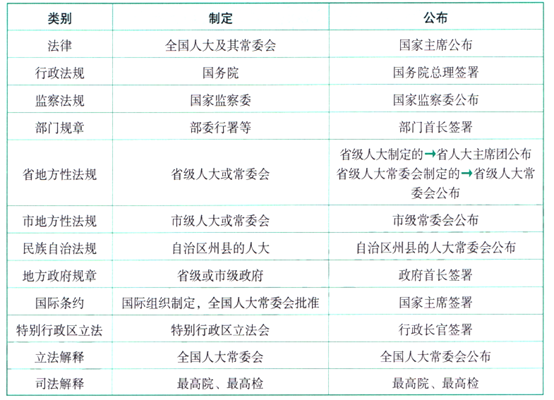 类别 制定 公布
法律 全国人大及其常委会 国家主席公布
行政法规 国务院 国务院总理签署
监察法规 国家监察委 国家监察委公布
部门规章 部委行署等 部门首长签署
省地方性法规 省级人大或常委会 省级人大制定的→省人大主席团公布
省级人大常委会制定的→省级人大常
委会公布
市地方性法规 市级人大或常委会 市级常委会公布
民族自治法规 自治区州县的人大 自治区州县的人大常委会公布
地方政府规章 省级或市级政府 政府首长签署
国际条约 国际组织制定，全国人大常委会批准 国家主席签署
特别行政区立法 特别行政区立法会 行政长官签署
立法解释 全国人大常委会 全国人大常委会公布
司法解释 最高院、最高检 最高院、最高检